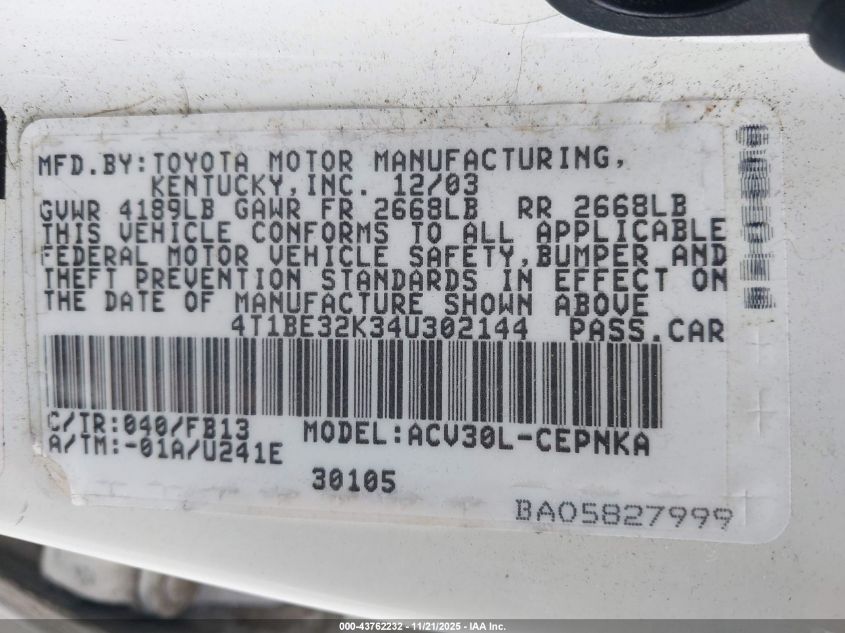 MFD.BY:TOYOTA MOTOR MANUFACTURING,
KENTUCKY,INC. 12/03
GVWR 4189LB GAWR FR 2668LB RR 2668LB
THIS VEHICLE CONFORMS TO ALL APPLICABLE
FEDERAL MOTOR VEHICLE SAFETY,BUMPER AND
THEFT PREVENTION STANDARDS IN EFFECT ON
THE DATE OF MANUFACTURE SHOWN ABOVE
4T1BE32K34U302144 PASS.CAR
C/TR:040/FB13 MODEL:ACV30L-CEPNKA
A/TM:-01A/U241E
30105
BA05827999
000-43762232 - 11/21/2025 - IAA Inc.